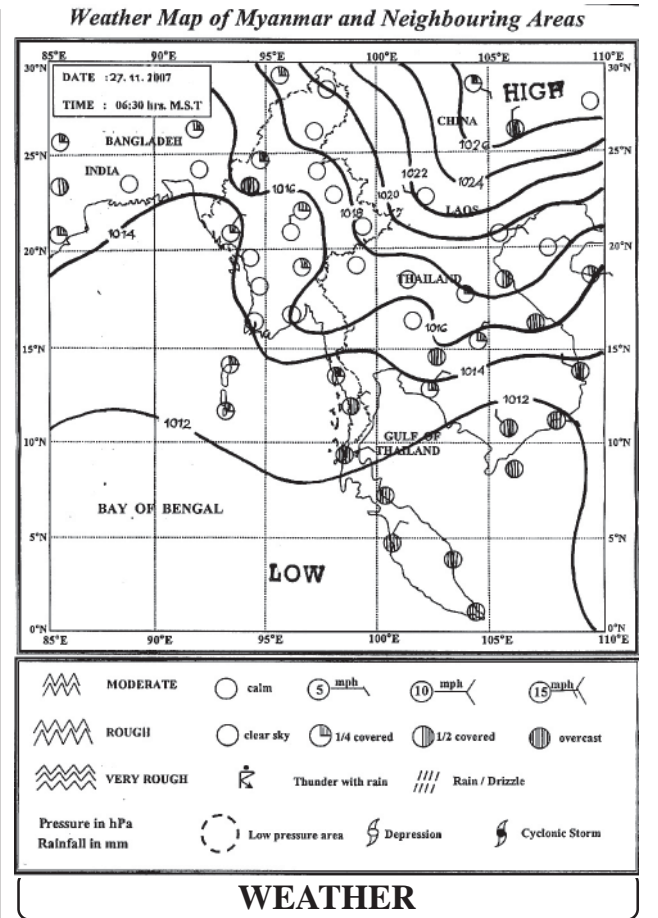 Weather Map of Myanmar and Neighbouring Areas
85°E 90°E 95°E 100°E 105°E 110°E
30°N 30°N
DATE : 27.11.2007
TIME : 06:30 hrs. M.S.T
HIGH
CHINA
BANGLADEH
1026
25°N 25°N
INDIA
1022
1024
1016
1020
1018
LAOS
1014
20°N 20°N
THAILAND
1016
15°N 15°N
1014
1012
1012
10°N 10°N
GULF OF
THAILAND
BAY OF BENGAL
5°N 5°N
LOW
0°N 0°N
85°E 90°E 95°E 100°E 105°E 110°E
MODERATE calm 5 mph 10 mph 15 mph
ROUGH clear sky 1/4 covered 1/2 covered overcast
VERY ROUGH Thunder with rain Rain / Drizzle
Pressure in hPa
Rainfall in mm
Low pressure area Depression Cyclonic Storm
WEATHER